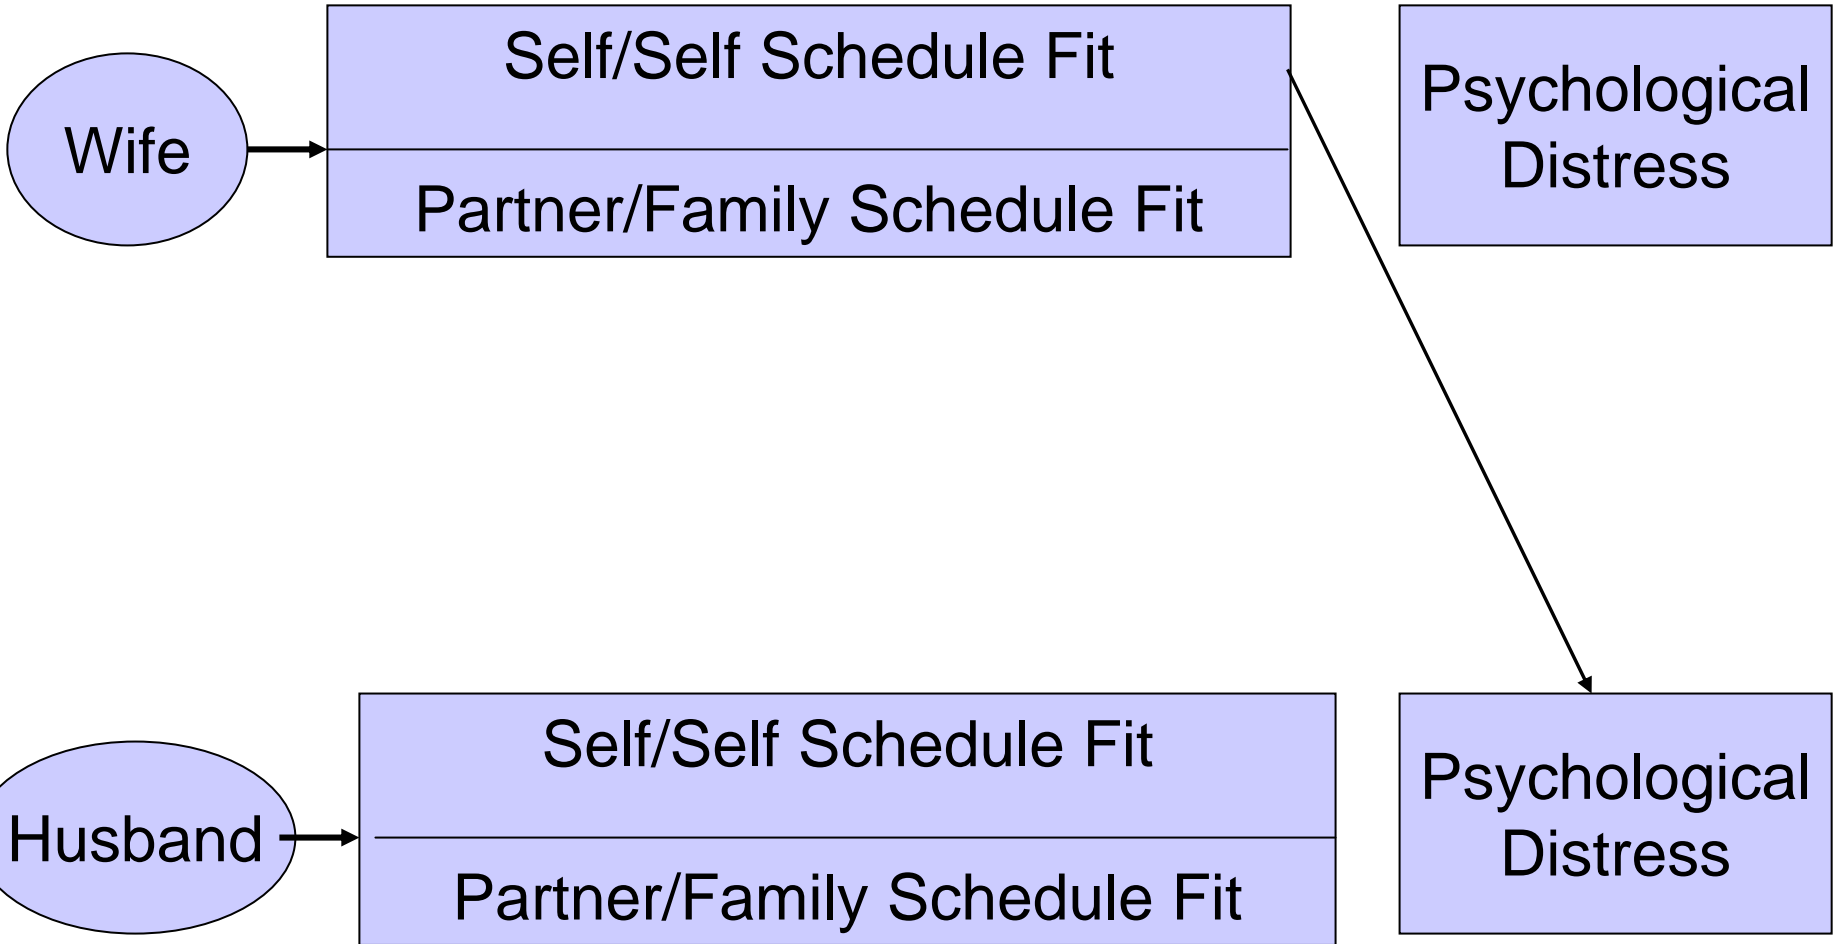 Wife
Self/Self Schedule Fit
Partner/Family Schedule Fit
Psychological
Distress
Husband
Self/Self Schedule Fit
Partner/Family Schedule Fit
Psychological
Distress